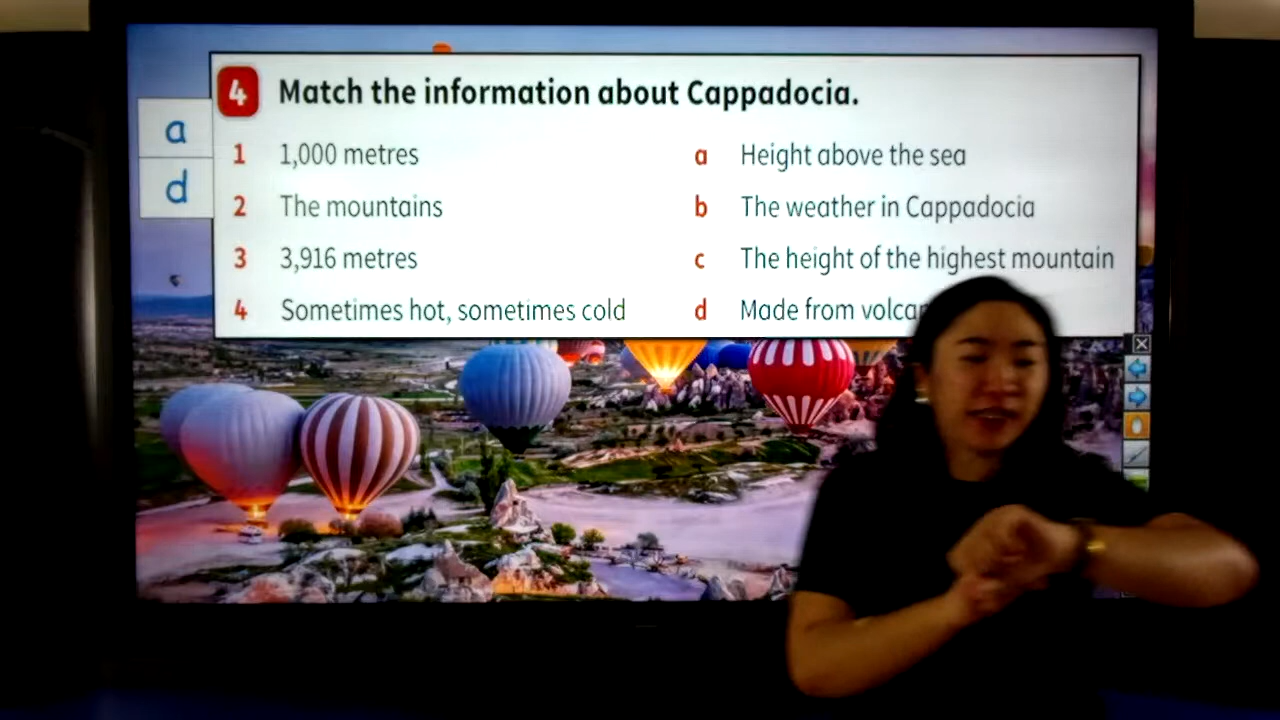 4 Match the information about Cappadocia.
a
d
1 1,000 metres a Height above the sea
2 The mountains b The weather in Cappadocia
3 3,916 metres c The height of the highest mountain
4 Sometimes hot, sometimes cold d Made from